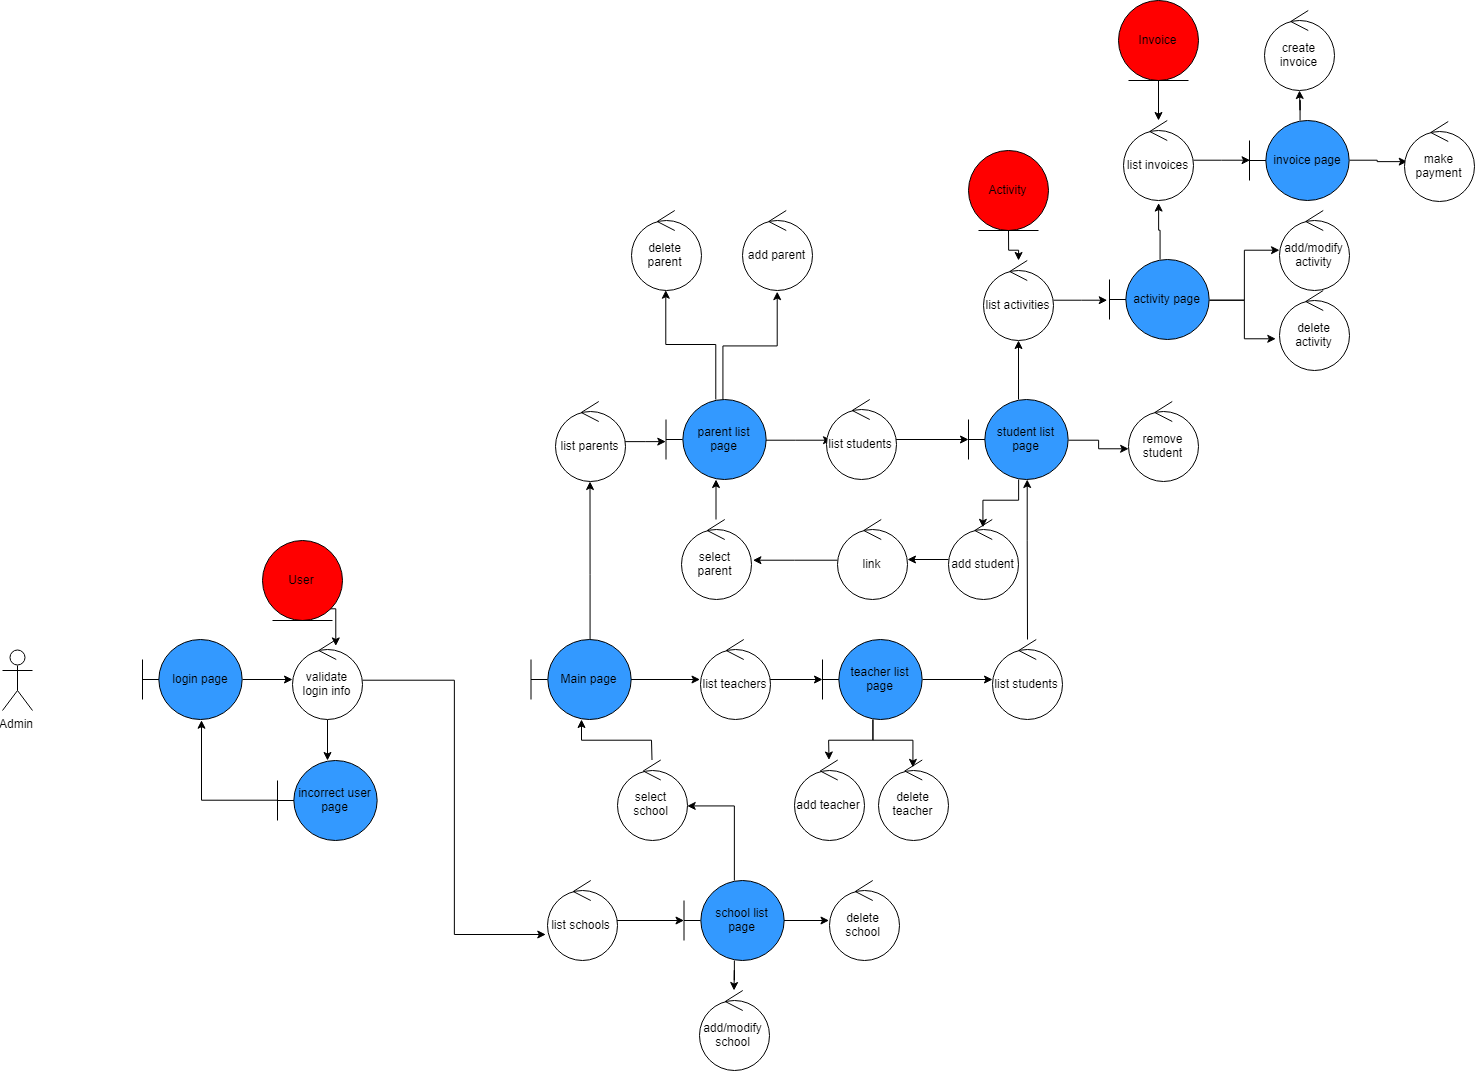 Invoice
create
invoice
list invoices
invoice page
make
payment
Activity
delete
parent
add parent
add/modify
activity
list activities
activity page
delete
activity
list parents
parent list
page
list students
student list
page
remove
student
select
parent
link
add student
User
login page
validate
login info
Main page
list teachers
teacher list
page
list students
Admin
incorrect user
page
select
school
add teacher
delete
teacher
list schools
school list
page
delete
school
add/modify
school